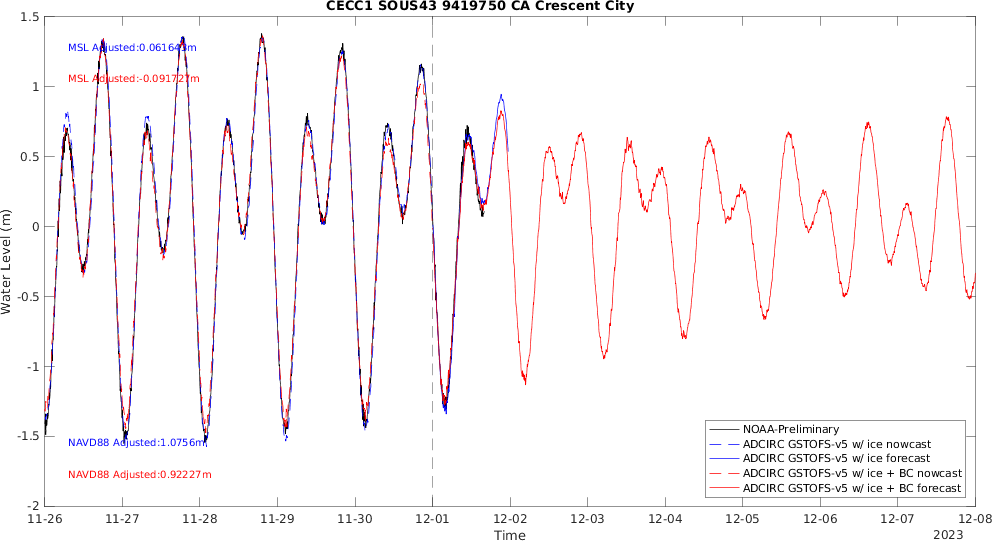 CECC1 SOUS43 9419750 CA Crescent City
MSL Adjusted:0.061643m
MSL Adjusted:-0.091727m
NAVD88 Adjusted:1.0756m
NAVD88 Adjusted:0.92227m
Water Level (m)
1.5
1
0.5
0
-0.5
-1
-1.5
-2
NOAA-Preliminary
ADCIRC GSTOFS-v5 w/ ice nowcast
ADCIRC GSTOFS-v5 w/ ice forecast
ADCIRC GSTOFS-v5 w/ ice + BC nowcast
ADCIRC GSTOFS-v5 w/ ice + BC forecast
11-26 11-27 11-28 11-29 11-30 12-01 12-02 12-03 12-04 12-05 12-06 12-07 12-08
Time
2023